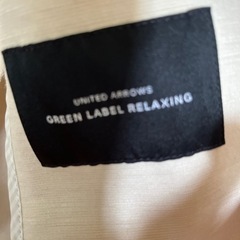 UNITED ARROWS
GREEN LABEL RELAXING